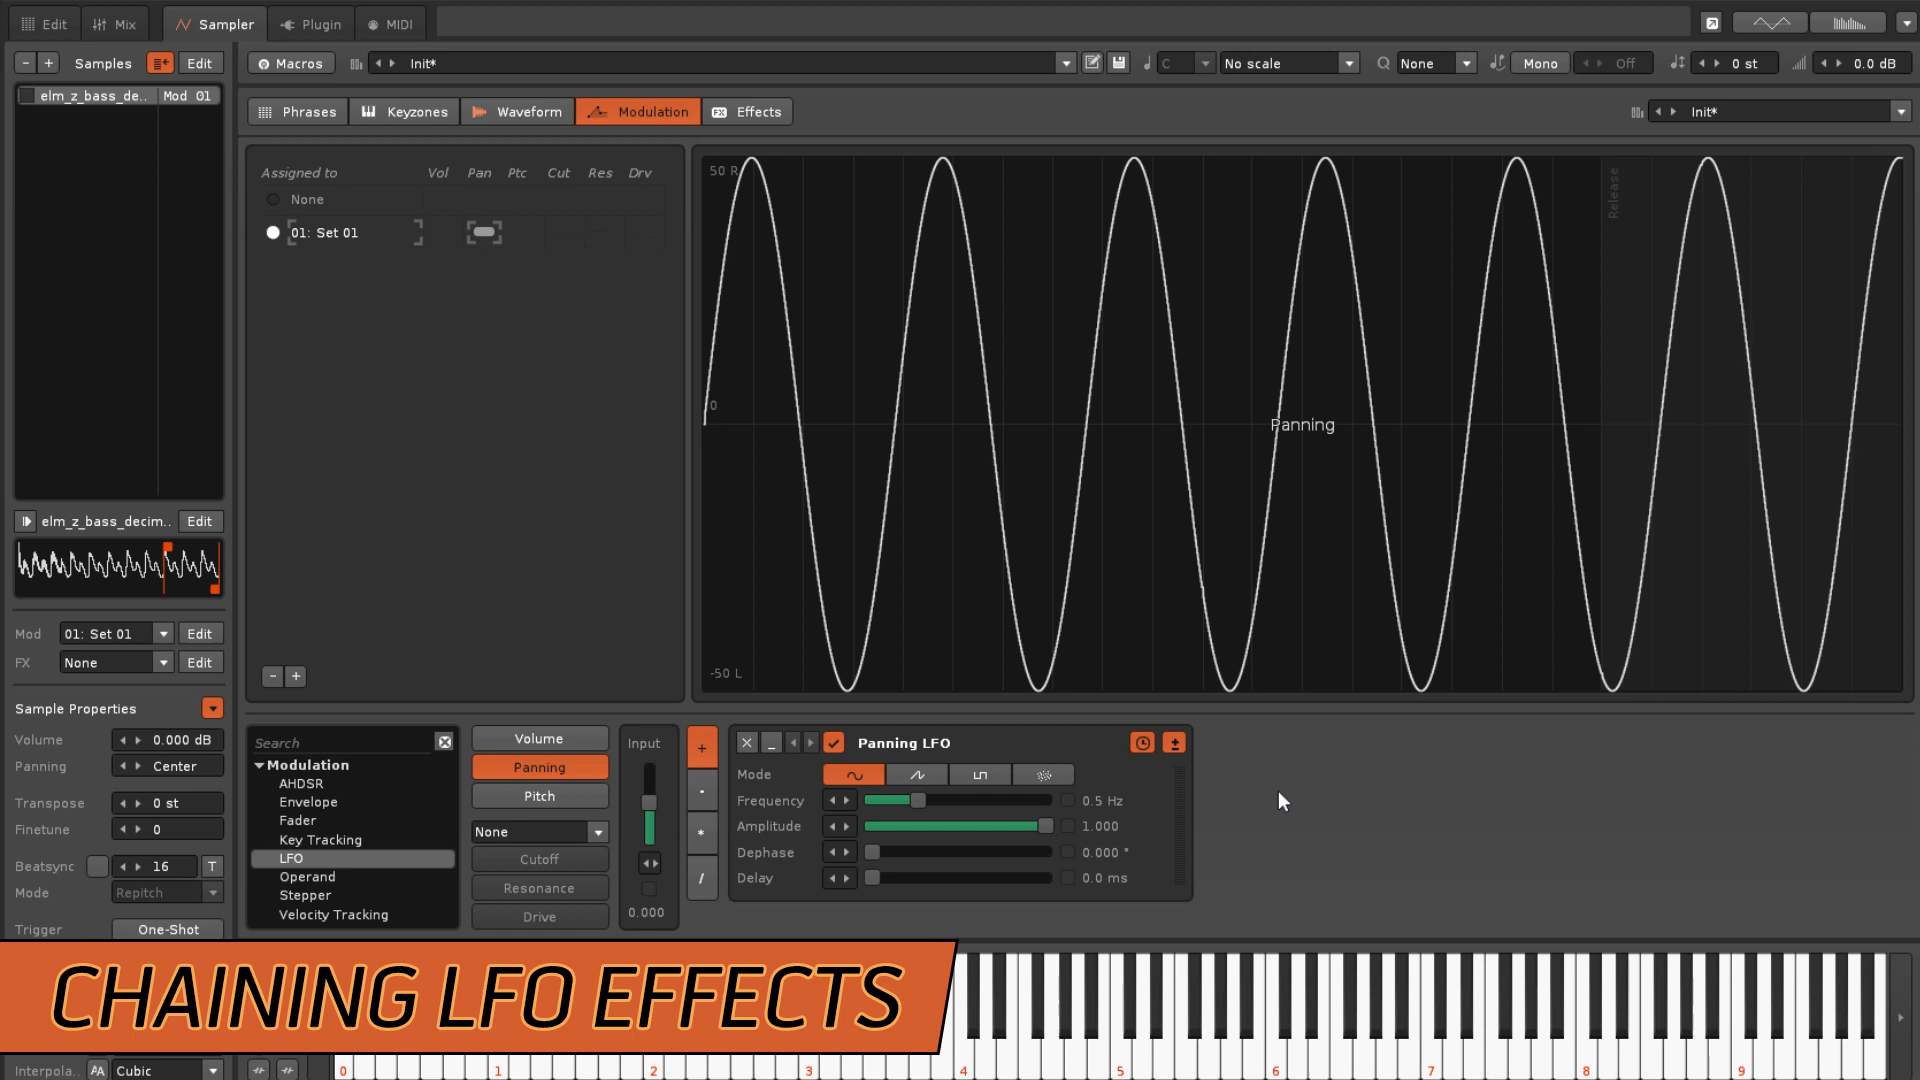 Edit Mix Sampler Plugin MIDI
- + Samples Edit Macros Init* C No scale None Mono Off 0 st 0.0 dB
elm_z_bass_de.. Mod 01
Phrases Keyzones Waveform Modulation FX Effects Init*
Assigned to Vol Pan Ptc Cut Res Drv
None
01: Set 01
- +
50 R
0
-50 L
Panning
Release
elm_z_bass_decim.. Edit
Mod 01: Set 01 Edit
FX None Edit
Sample Properties
Volume 0.000 dB
Panning Center
Transpose 0 st
Finetune 0
Beatsync 16 T
Mode Repitch
Trigger One-Shot
Interpola.. AA Cubic
Search
Modulation
AHDSR
Envelope
Fader
Key Tracking
LFO
Operand
Stepper
Velocity Tracking
Volume
Panning
Pitch
None
Cutoff
Resonance
Drive
Input
0.000
+
-
*
/
Panning LFO
Mode
Frequency 0.5 Hz
Amplitude 1.000
Dephase 0.000 °
Delay 0.0 ms
CHAINING LFO EFFECTS
0 1 2 3 4 5 6 7 8 9